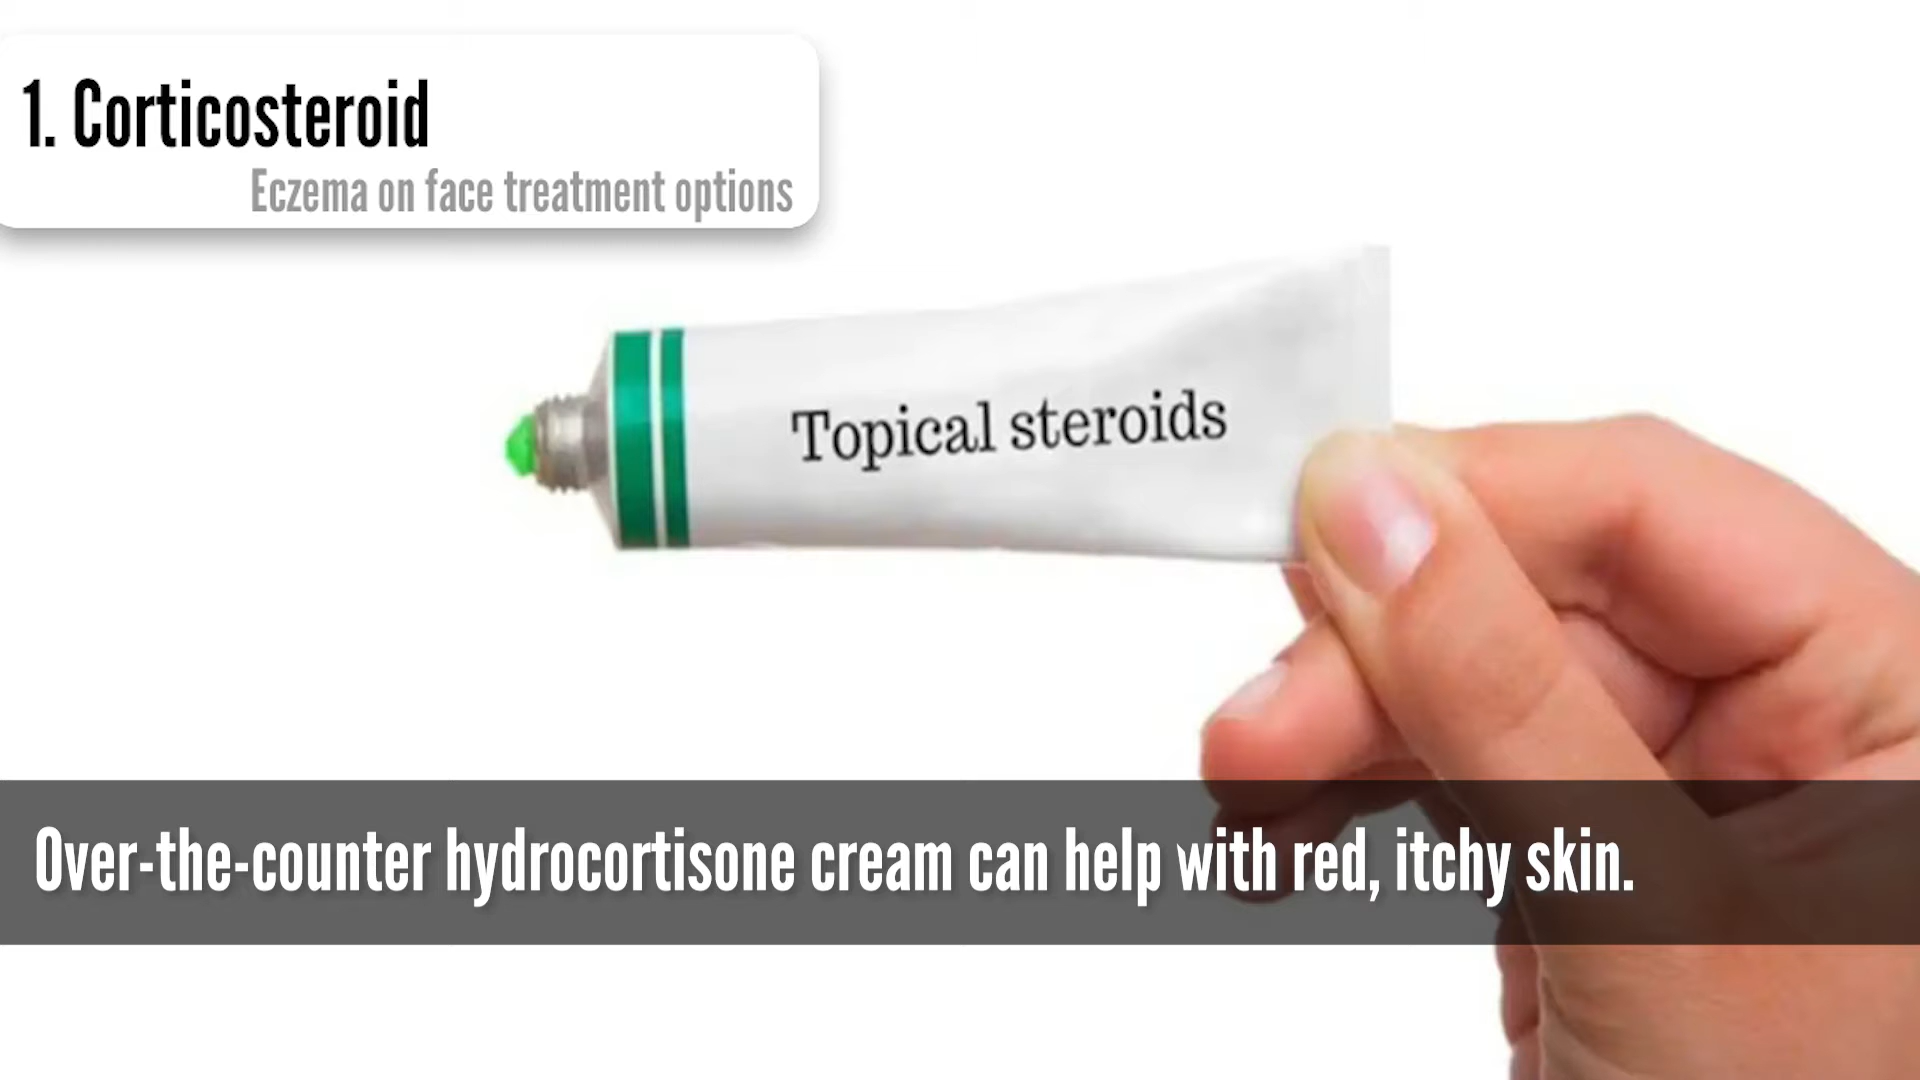 1. Corticosteroid
Eczema on face treatment options
Topical steroids
Over-the-counter hydrocortisone cream can help with red, itchy skin.